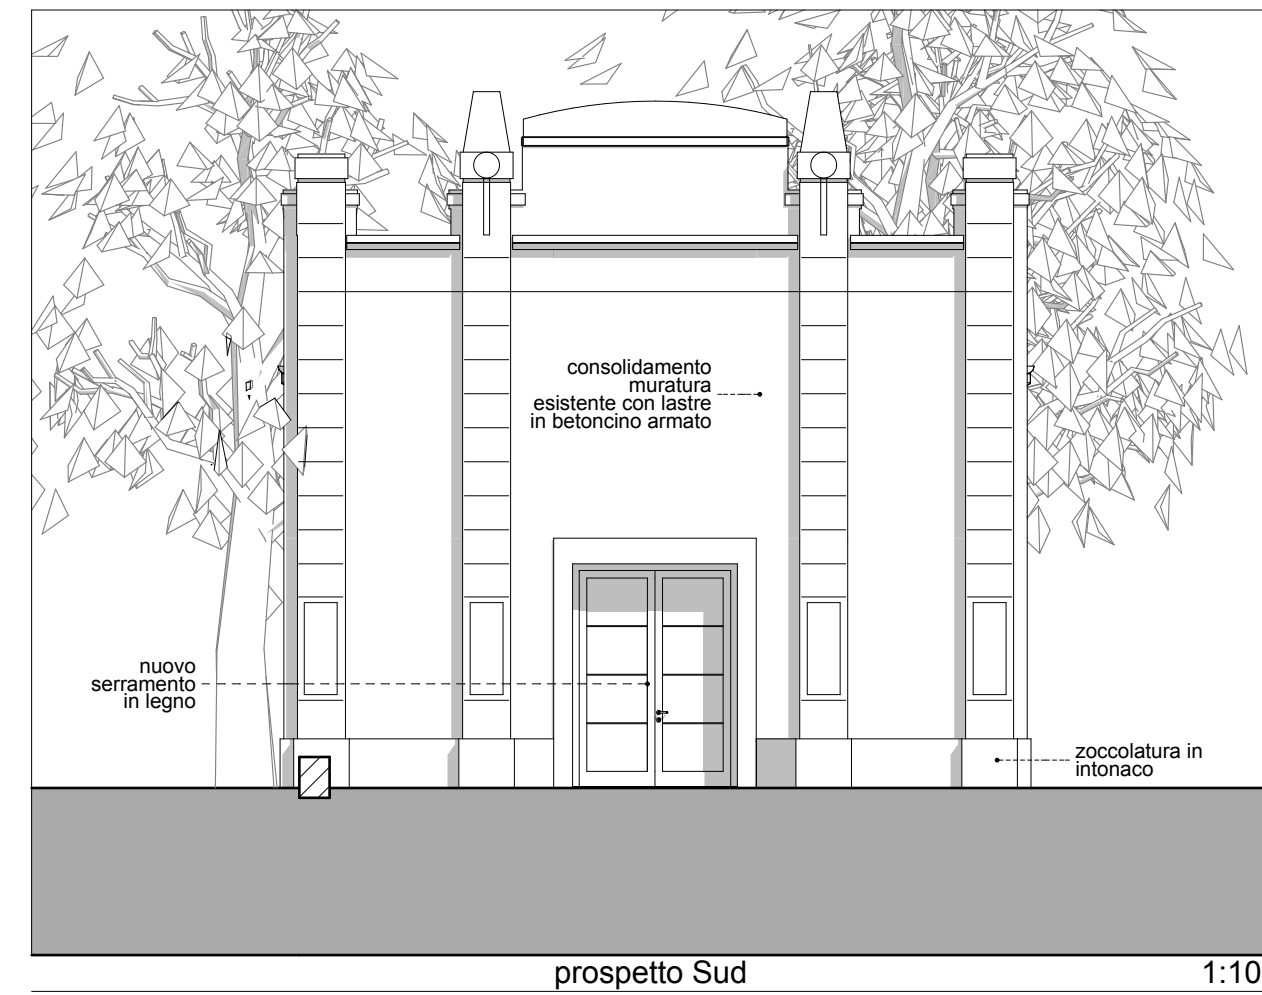 consolidamento
muratura
esistente con lastre
in betoncino armato
nuovo
serramento
in legno
zoccolatura in
intonaco
prospetto Sud
1:10